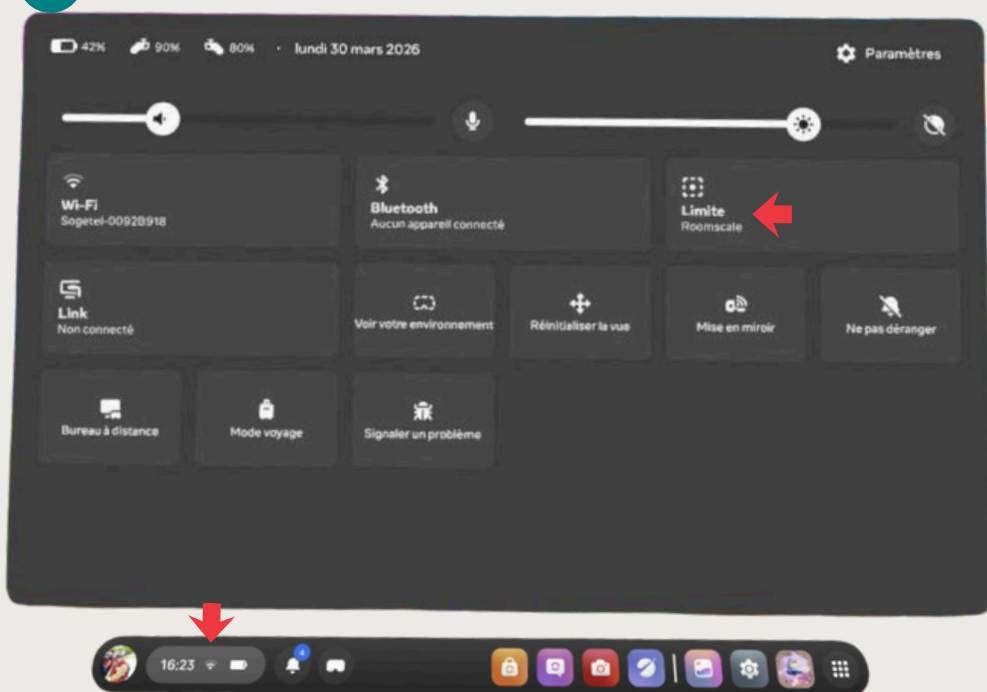 42% 90% 80% · lundi 30 mars 2026
Paramètres
Wi-Fi
Sogetel-0092B918
Bluetooth
Aucun appareil connecté
Limite
Roomscale
Link
Non connecté
Voir votre environnement
Réinitialiser la vue
Mise en miroir
Ne pas déranger
Bureau à distance
Mode voyage
Signaler un problème
16:23
4